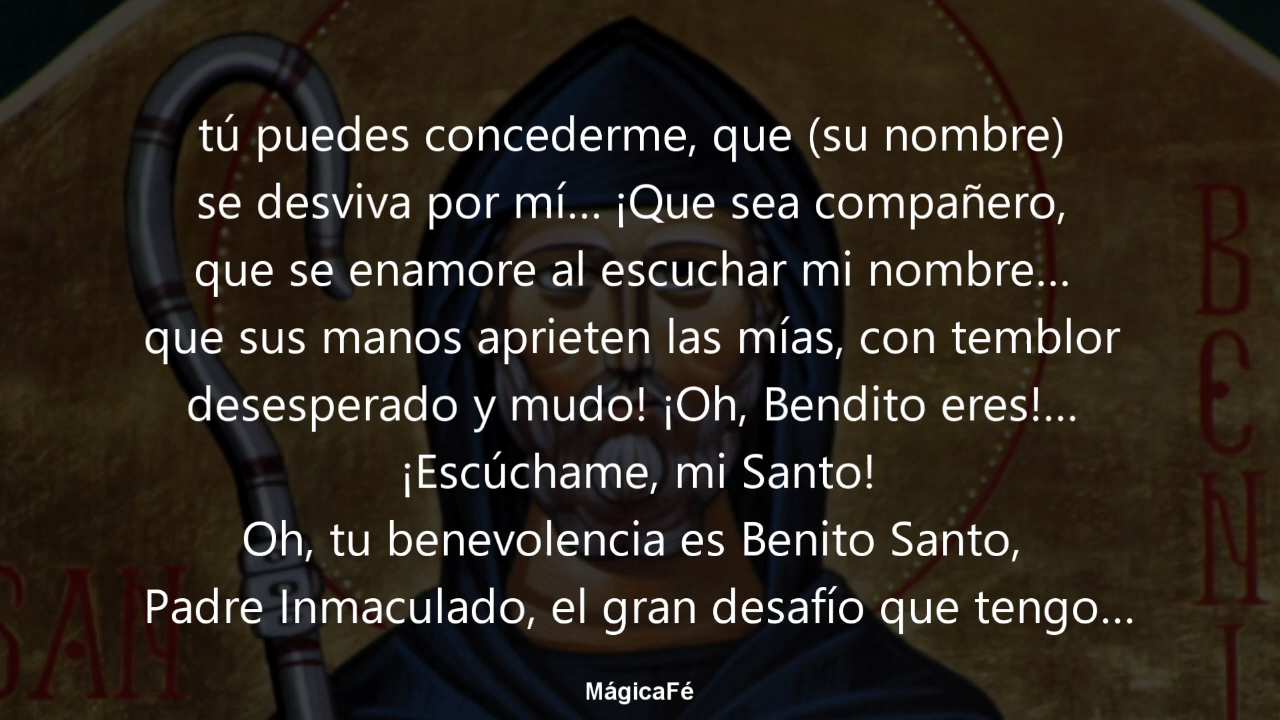 tú puedes concederme, que (su nombre)
se desviva por mí... ¡Que sea compañero,
que se enamore al escuchar mi nombre...
que sus manos aprieten las mías, con temblor
desesperado y mudo! ¡Oh, Bendito eres!...
¡Escúchame, mi Santo!
Oh, tu benevolencia es Benito Santo,
Padre Inmaculado, el gran desafío que tengo...
MágicaFé
SAN
BENI